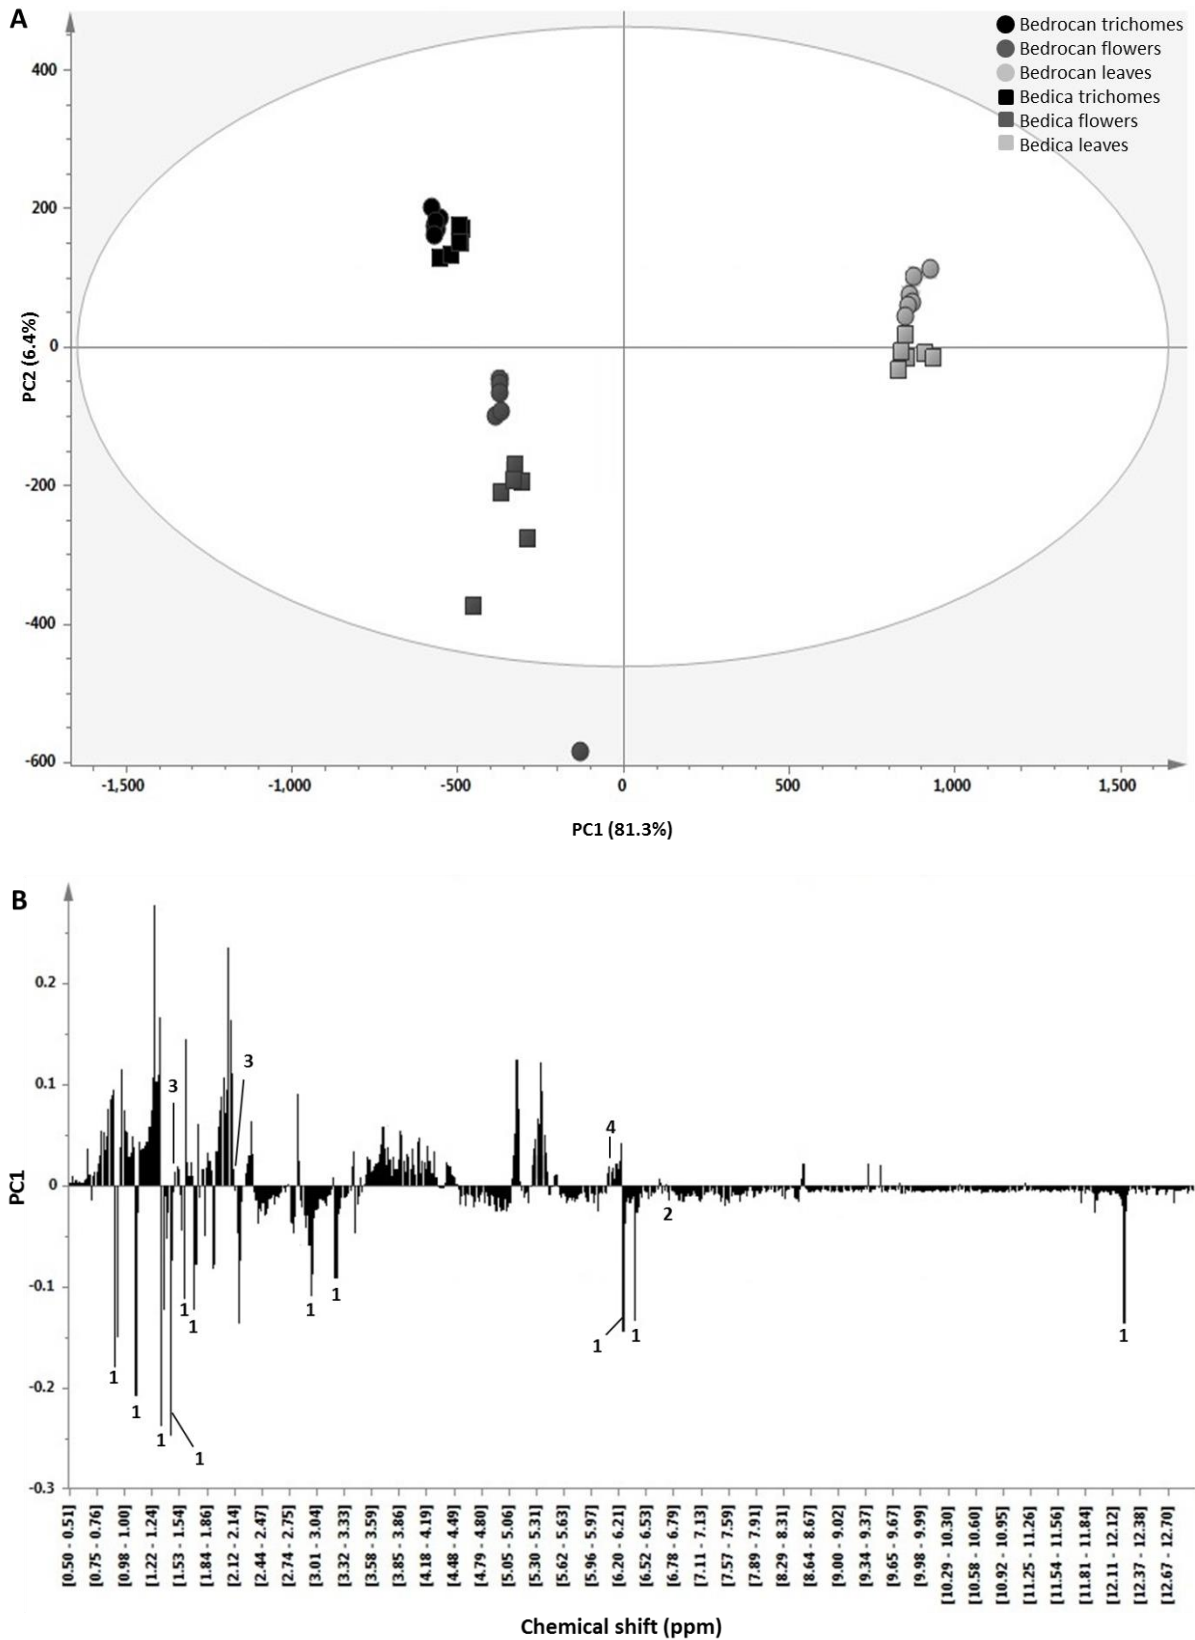 A
Bedrocan trichomes
Bedrocan flowers
Bedrocan leaves
Bedica trichomes
Bedica flowers
Bedica leaves
400
200
0
-200
-400
-600
PC2 (6.4%)
-1,500
-1,000
-500
0
500
1,000
1,500
PC1 (81.3%)
B
0.2
0.1
0
-0.1
-0.2
-0.3
PC1
3
3
4
2
1
1
1
1
1
1
1
1
1
1
1
[0.50 - 0.51]
[0.75 - 0.76]
[0.98 - 1.00]
[1.22 - 1.24]
[1.53 - 1.54]
[1.84 - 1.86]
[2.12 - 2.14]
[2.44 - 2.47]
[2.74 - 2.75]
[3.01 - 3.04]
[3.32 - 3.33]
[3.58 - 3.59]
[3.85 - 3.86]
[4.18 - 4.19]
[4.48 - 4.49]
[4.79 - 4.80]
[5.05 - 5.06]
[5.30 - 5.31]
[5.62 - 5.63]
[5.96 - 5.97]
[6.20 - 6.21]
[6.52 - 6.53]
[6.78 - 6.79]
[7.11 - 7.13]
[7.57 - 7.59]
[7.89 - 7.91]
[8.29 - 8.31]
[8.64 - 8.67]
[9.00 - 9.02]
[9.34 - 9.37]
[9.65 - 9.67]
[9.98 - 9.99]
[10.29 - 10.30]
[10.58 - 10.60]
[10.92 - 10.95]
[11.25 - 11.26]
[11.54 - 11.56]
[11.81 - 11.84]
[12.11 - 12.12]
[12.37 - 12.38]
[12.67 - 12.70]
Chemical shift (ppm)